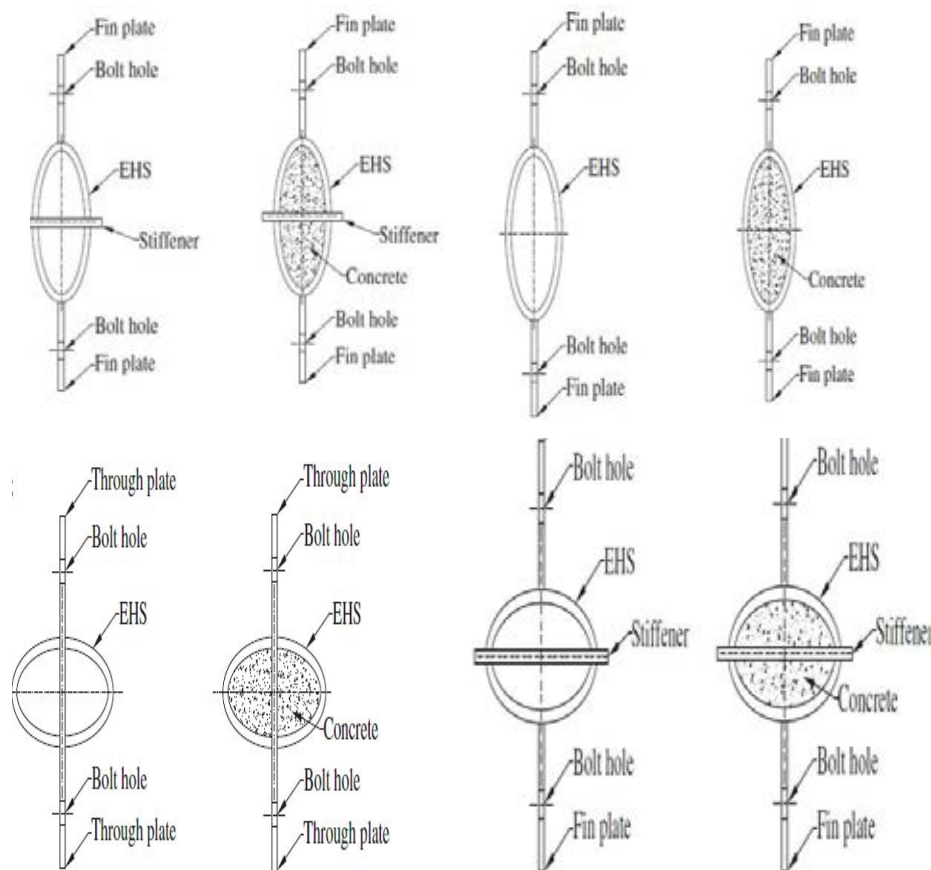 Fin plate
Bolt hole
EHS
Stiffener
Bolt hole
Fin plate
Fin plate
Bolt hole
EHS
Stiffener
Concrete
Bolt hole
Fin plate
Fin plate
Bolt hole
EHS
Bolt hole
Fin plate
Fin plate
Bolt hole
EHS
Concrete
Bolt hole
Fin plate
Through plate
Bolt hole
EHS
Bolt hole
Through plate
Through plate
Bolt hole
EHS
Concrete
Bolt hole
Through plate
Bolt hole
EHS
Stiffener
Bolt hole
Fin plate
Bolt hole
EHS
Stiffener
Concrete
Bolt hole
Fin plate